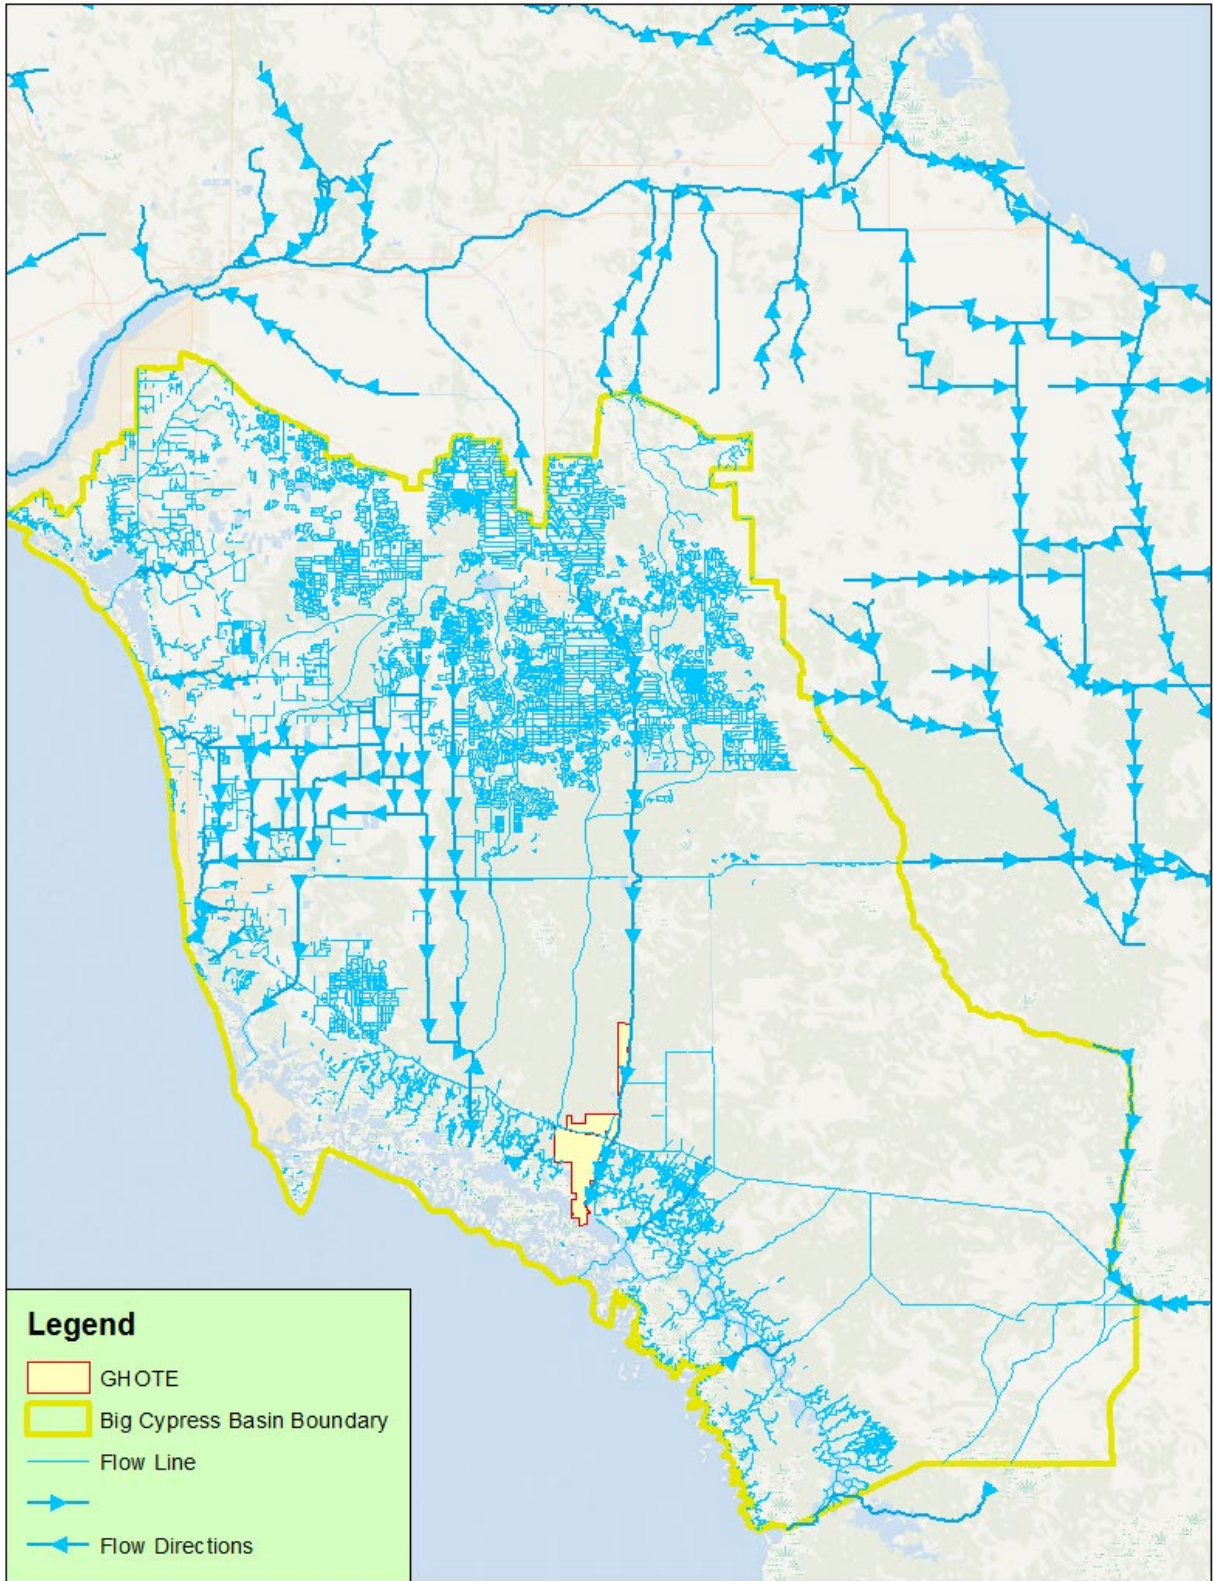 Legend
GHOTE
Big Cypress Basin Boundary
Flow Line
Flow Directions